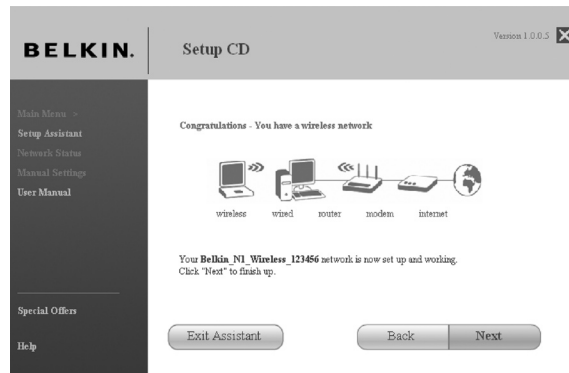 BELKIN.
Setup CD
Version 1.0.0.5
Main Menu >
Setup Assistant
Network Status
Manual Settings
User Manual
Special Offers
Help
Congratulations - You have a wireless network
wireless wired router modem internet
Your Belkin_N1_Wireless_123456 network is now set up and working.
Click "Next" to finish up.
Exit Assistant
Back
Next